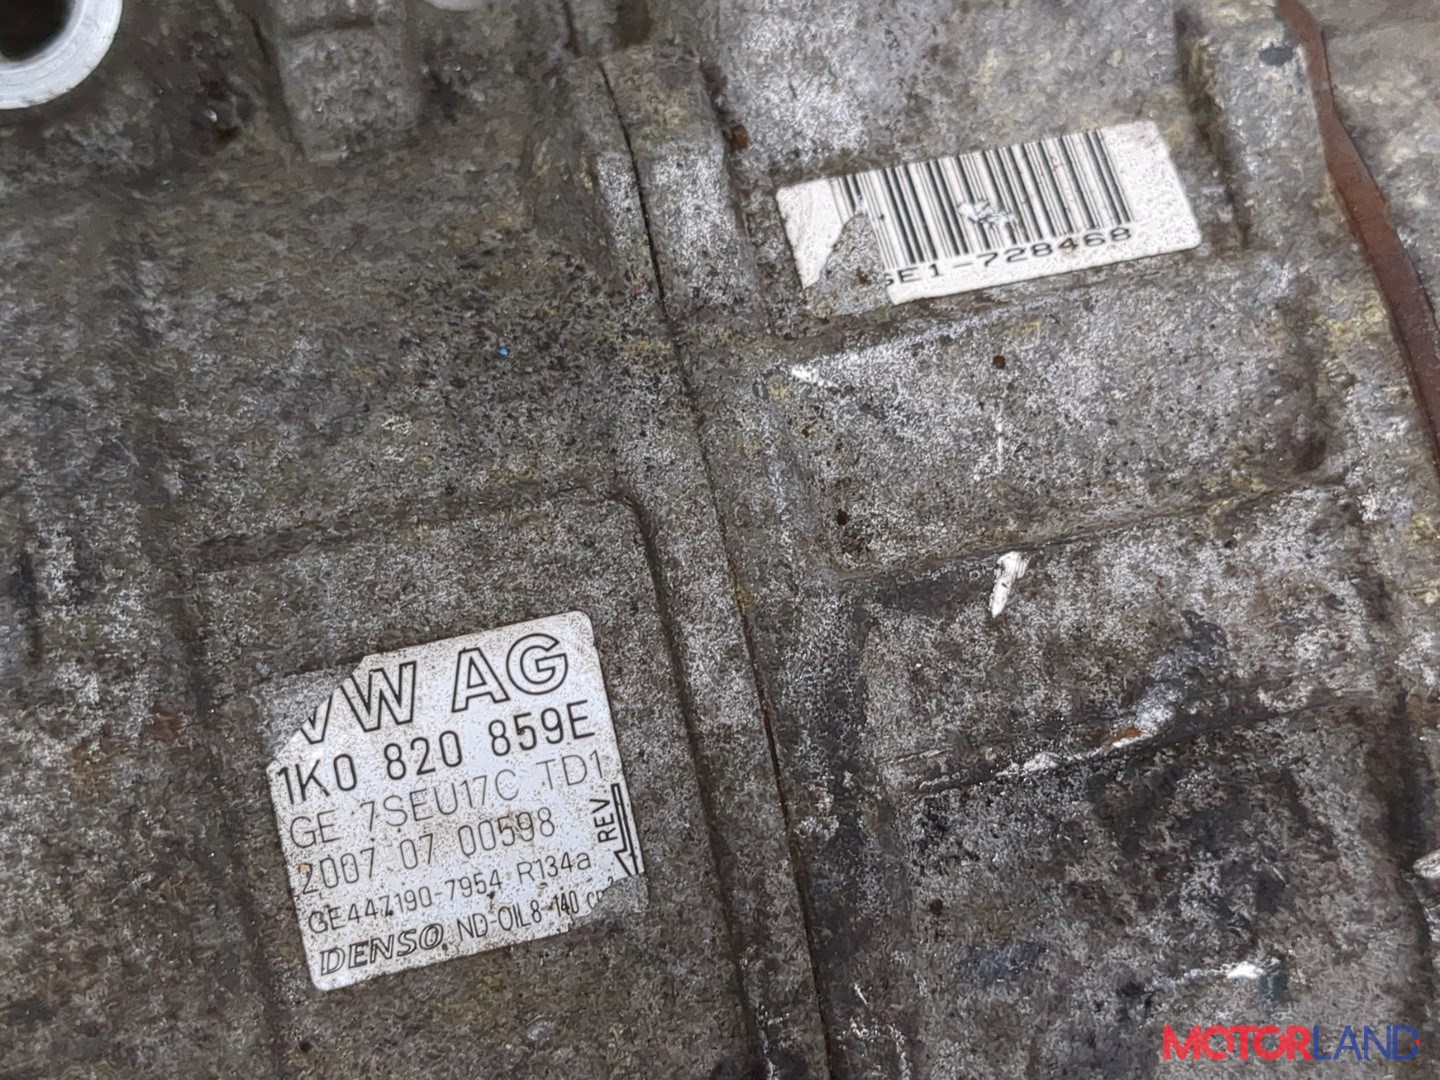 SE1-728468
VW AG
1K0 820 859E
GE 7SEU17C TD1
2007 07 00598
REV
GE447190-7954 R134a
DENSO ND-OIL8-140
MOTORLAND